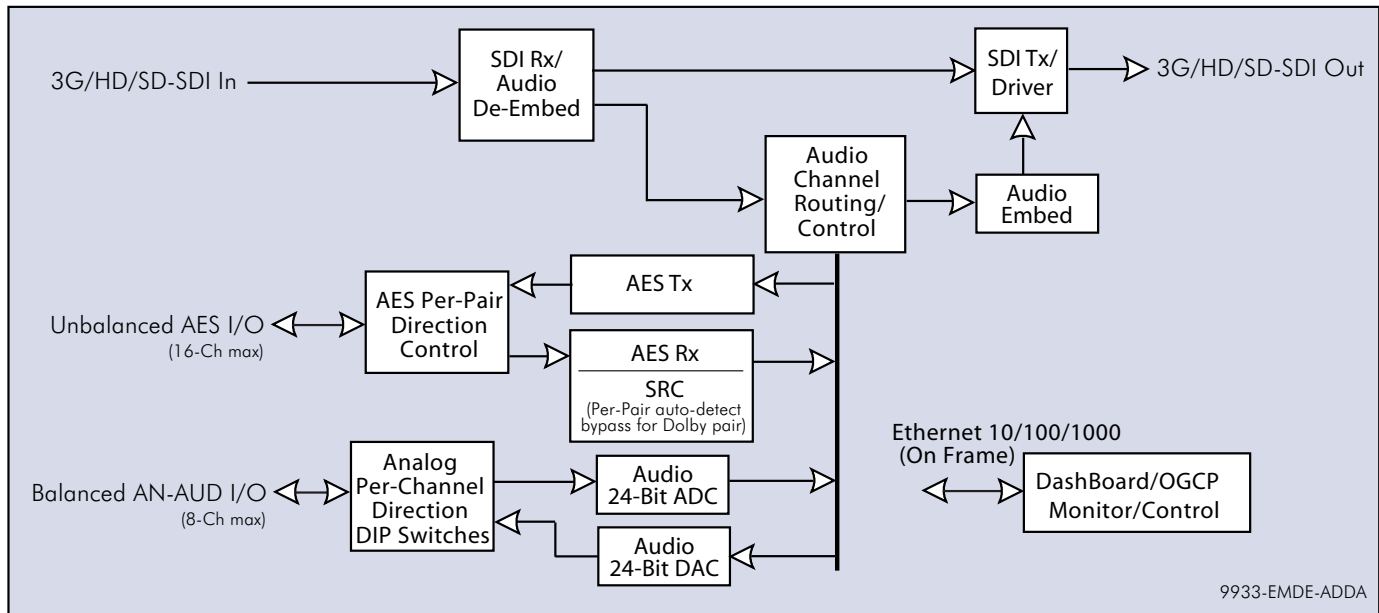 3G/HD/SD-SDI In
SDI Rx/
Audio
De-Embed
SDI Tx/
Driver
3G/HD/SD-SDI Out
Audio
Channel
Routing/
Control
Audio
Embed
Unbalanced AES I/O
(16-Ch max)
AES Per-Pair
Direction
Control
AES Tx
AES Rx
SRC
(Per-Pair auto-detect
bypass for Dolby pair)
Balanced AN-AUD I/O
(8-Ch max)
Analog
Per-Channel
Direction
DIP Switches
Audio
24-Bit ADC
Audio
24-Bit DAC
Ethernet 10/100/1000
(On Frame)
DashBoard/OGCP
Monitor/Control
9933-EMDE-ADDA